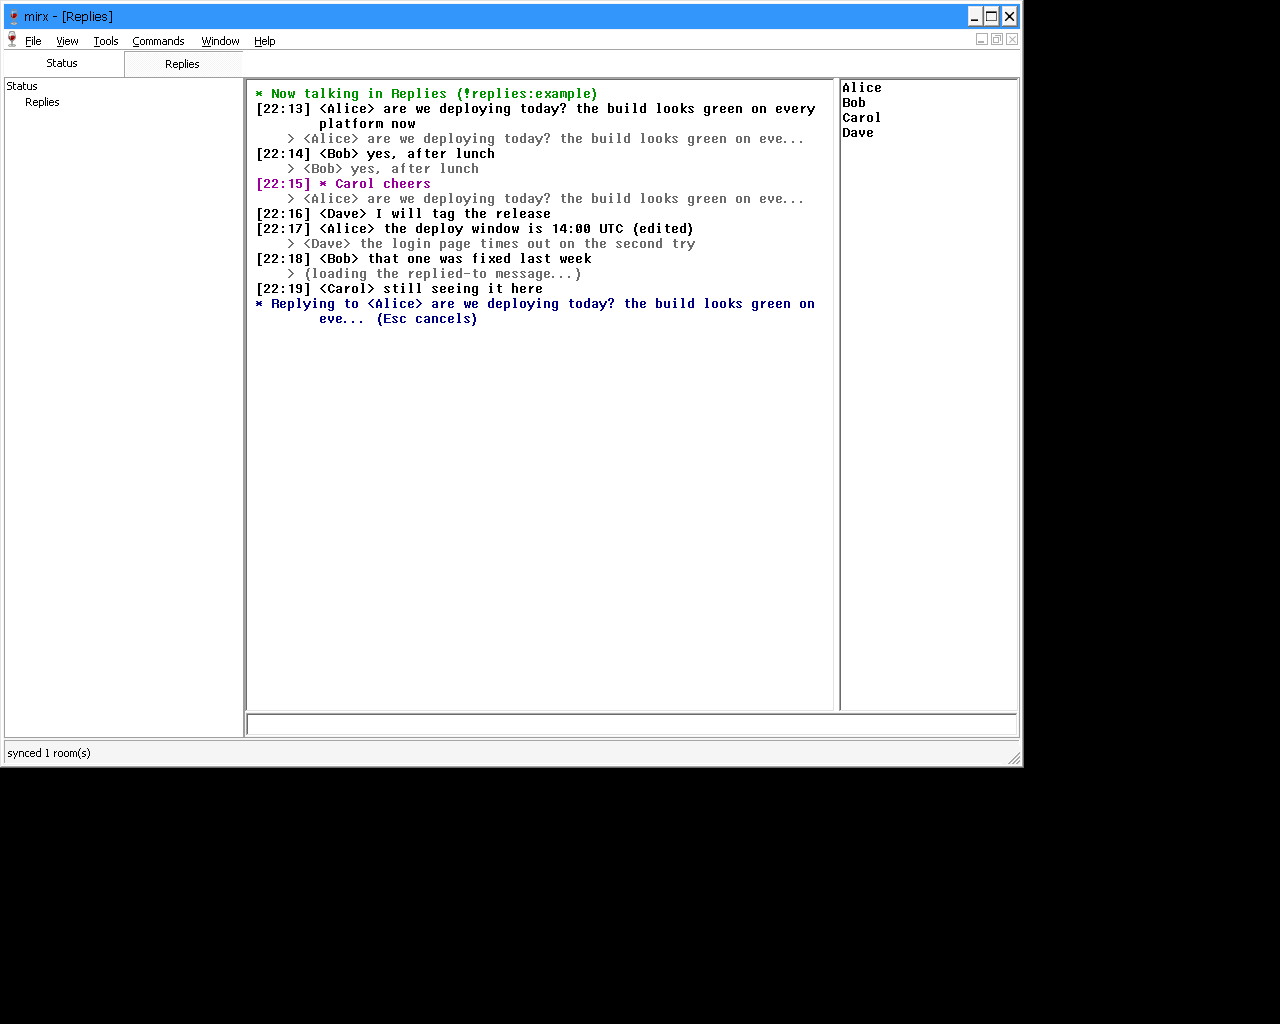 mirx - [Replies]
File View Tools Commands Window Help
Status Replies
Status
Replies
* Now talking in Replies (!replies:example)
[22:13] <Alice> are we deploying today? the build looks green on every
platform now
> <Alice> are we deploying today? the build looks green on eve...
[22:14] <Bob> yes, after lunch
> <Bob> yes, after lunch
[22:15] * Carol cheers
> <Alice> are we deploying today? the build looks green on eve...
[22:16] <Dave> I will tag the release
[22:17] <Alice> the deploy window is 14:00 UTC (edited)
> <Dave> the login page times out on the second try
[22:18] <Bob> that one was fixed last week
> (loading the replied-to message...)
[22:19] <Carol> still seeing it here
* Replying to <Alice> are we deploying today? the build looks green on
eve... (Esc cancels)
Alice
Bob
Carol
Dave
synced 1 room(s)